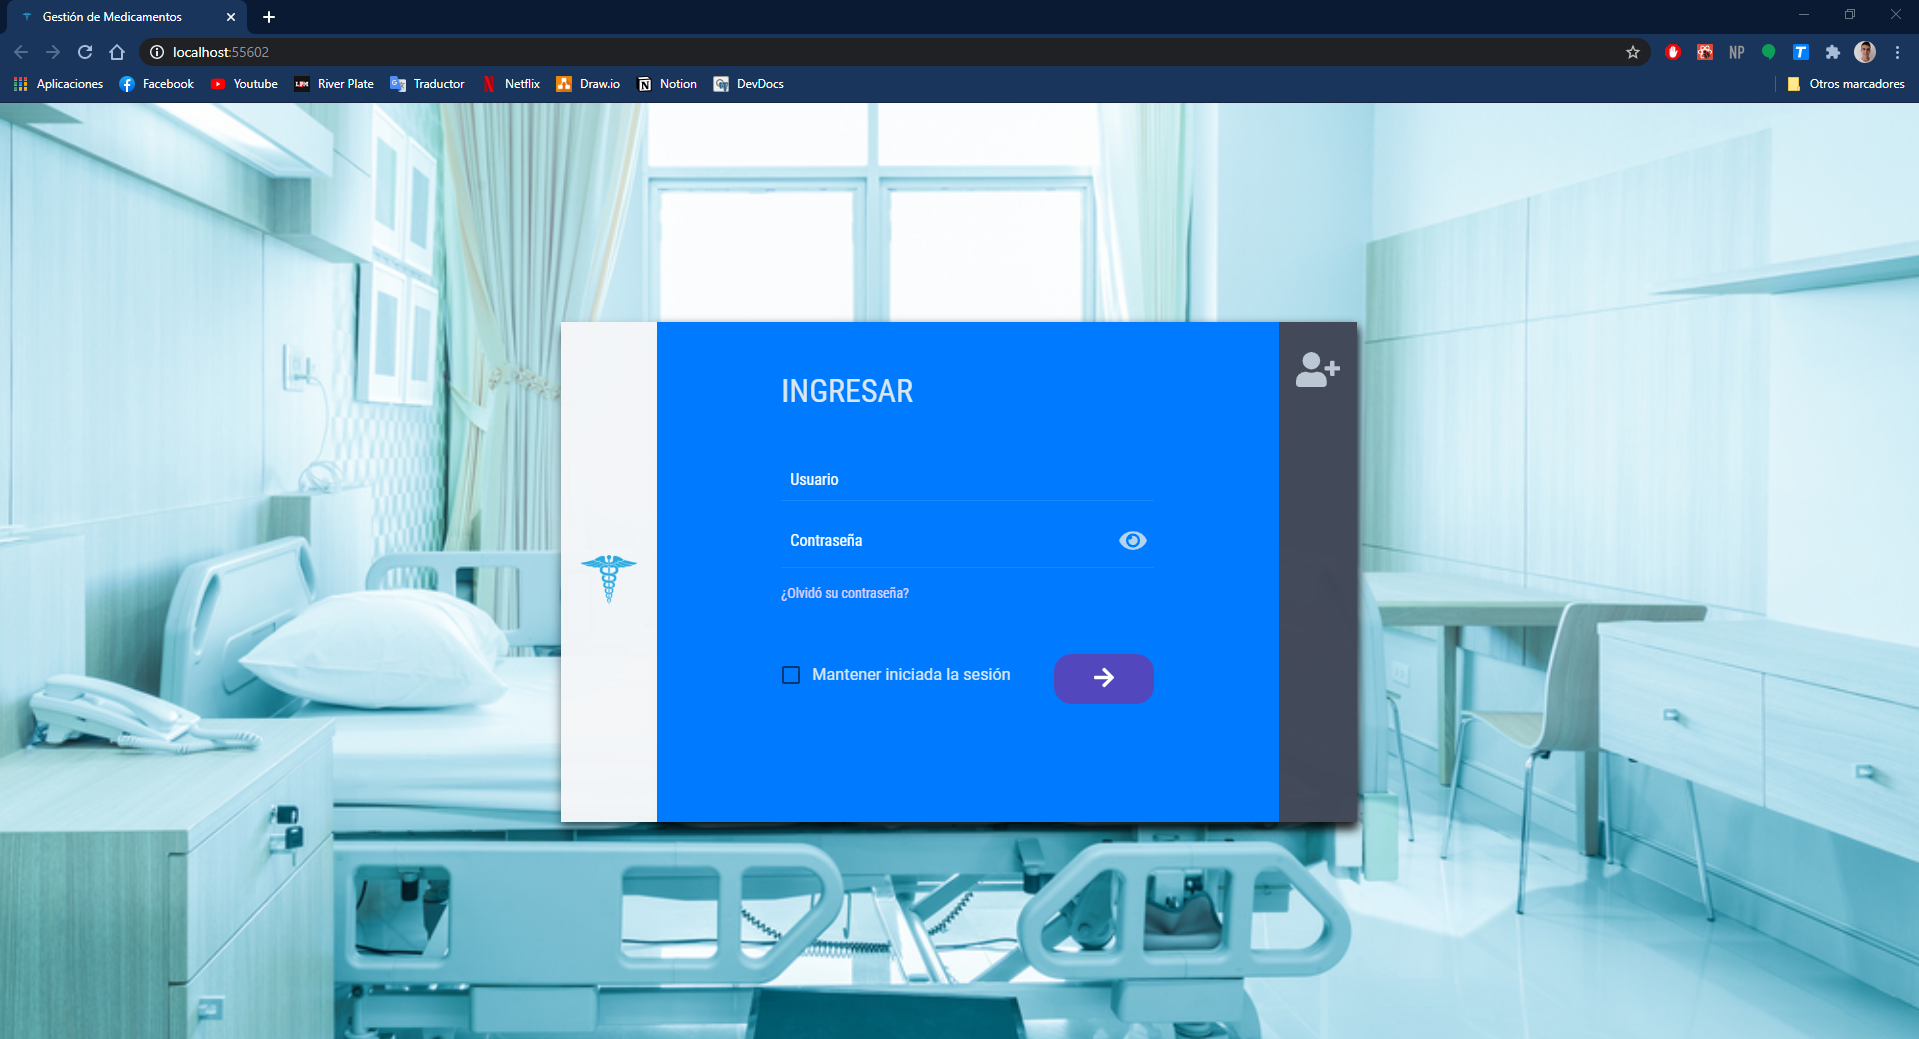 Gestión de Medicamentos
localhost:55602
NP
T
Aplicaciones
Facebook
Youtube
River Plate
Traductor
Netflix
Draw.io
Notion
DevDocs
Otros marcadores
INGRESAR
Usuario
Contraseña
¿Olvidó su contraseña?
Mantener iniciada la sesión